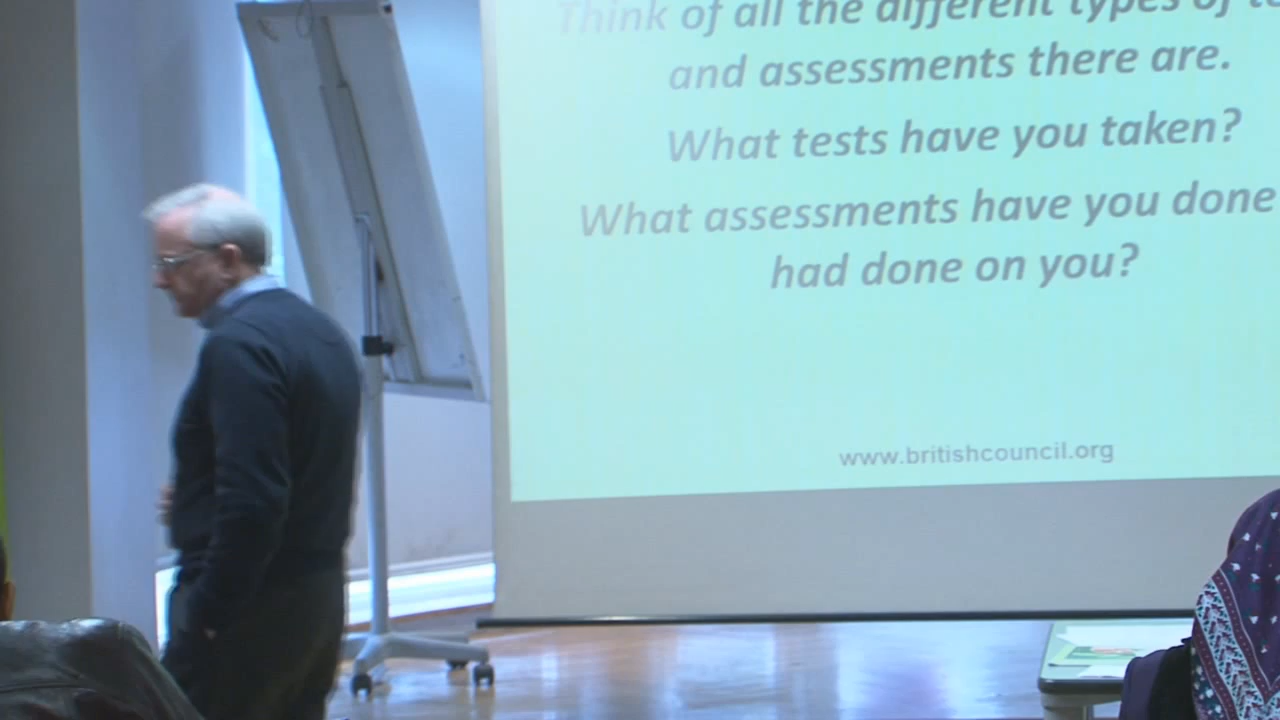 Think of all the different types of
and assessments there are.
What tests have you taken?
What assessments have you done
had done on you?
www.britishcouncil.org